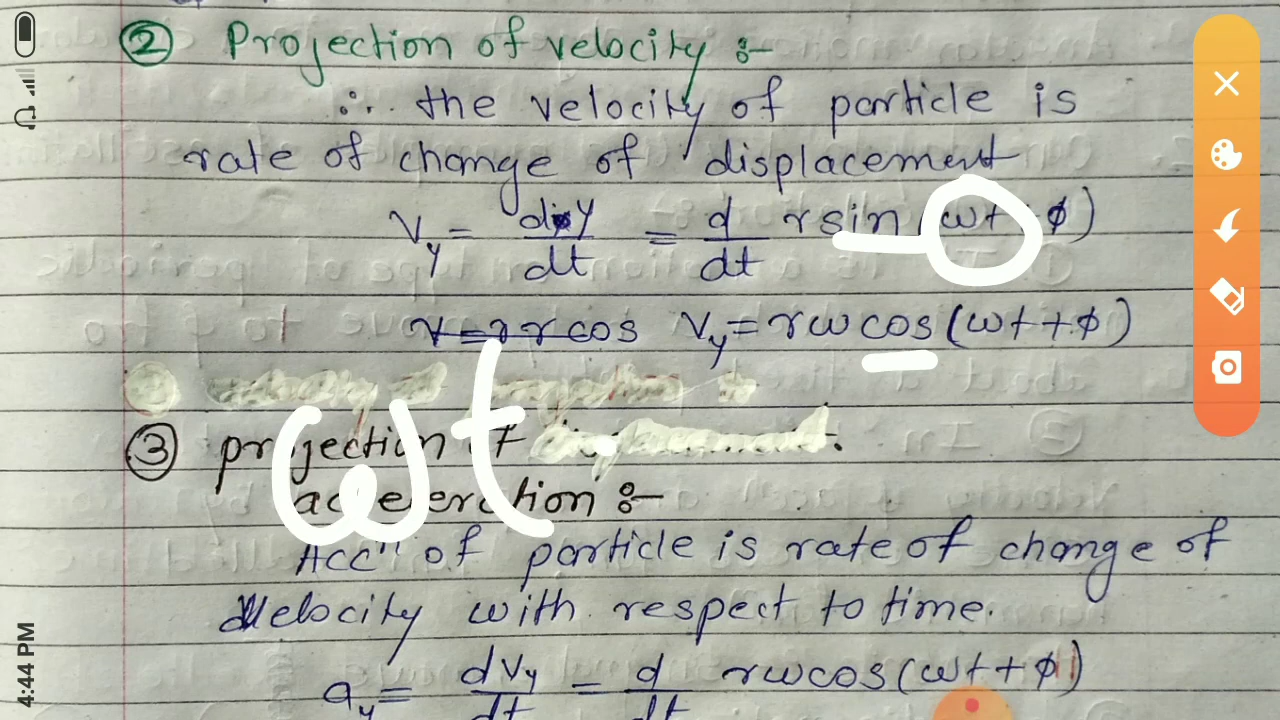 ② Projection of velocity :-
∴ the velocity of particle is
rate of change of displacement
Vy = dy/dt = d/dt r sin (ωt+ϕ)
v = r r cos Vy = rω cos (ωt+ϕ)
ωt
③ projection of
acceleration :-
Accⁿ of particle is rate of change of
Velocity with respect to time.
ay = dVy/dt = d/dt rω cos (ωt+ϕ)
4:44 PM